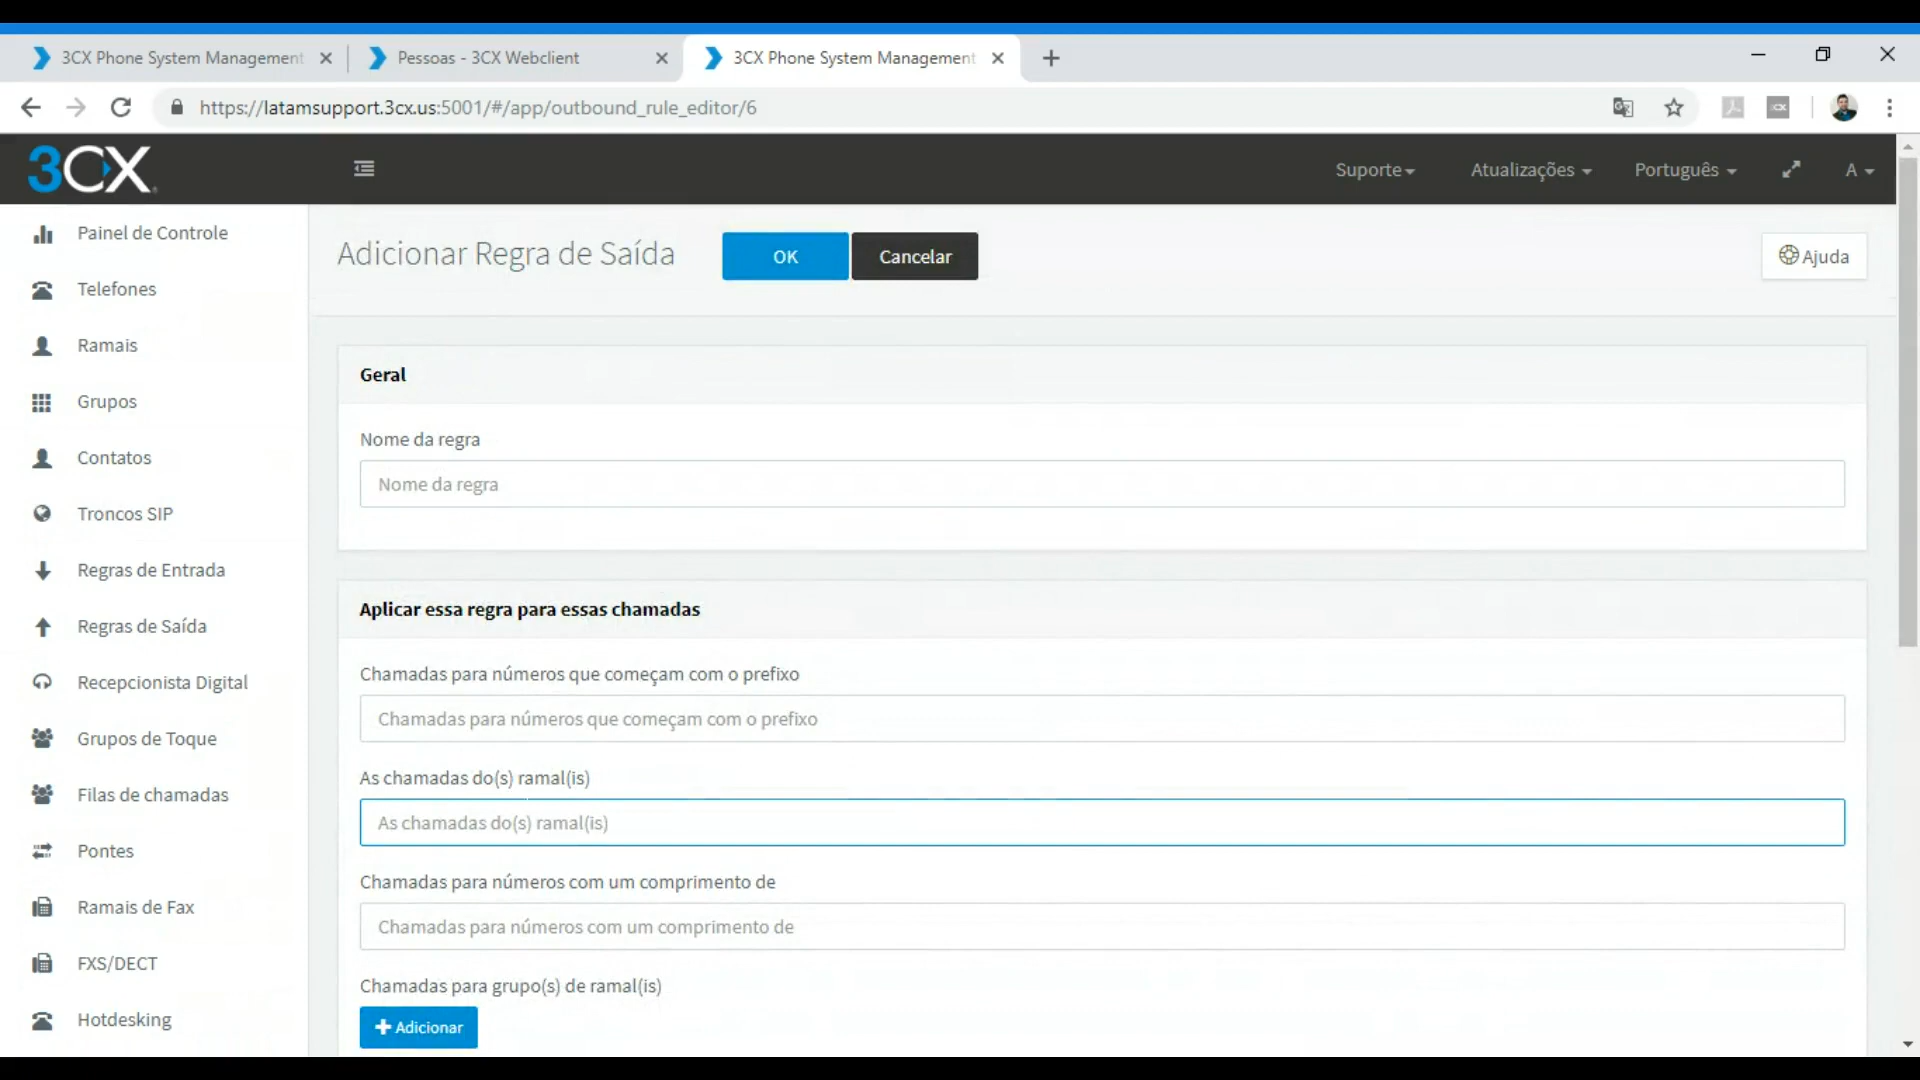 3CX Phone System Management
Pessoas - 3CX Webclient
3CX Phone System Management
https://latamsupport.3cx.us:5001/#/app/outbound_rule_editor/6
3CX
Suporte
Atualizações
Português
A
Painel de Controle
Telefones
Ramais
Grupos
Contatos
Troncos SIP
Regras de Entrada
Regras de Saída
Recepcionista Digital
Grupos de Toque
Filas de chamadas
Pontes
Ramais de Fax
FXS/DECT
Hotdesking
Adicionar Regra de Saída
OK
Cancelar
Ajuda
Geral
Nome da regra
Nome da regra
Aplicar essa regra para essas chamadas
Chamadas para números que começam com o prefixo
Chamadas para números que começam com o prefixo
As chamadas do(s) ramal(is)
As chamadas do(s) ramal(is)
Chamadas para números com um comprimento de
Chamadas para números com um comprimento de
Chamadas para grupo(s) de ramal(is)
Adicionar